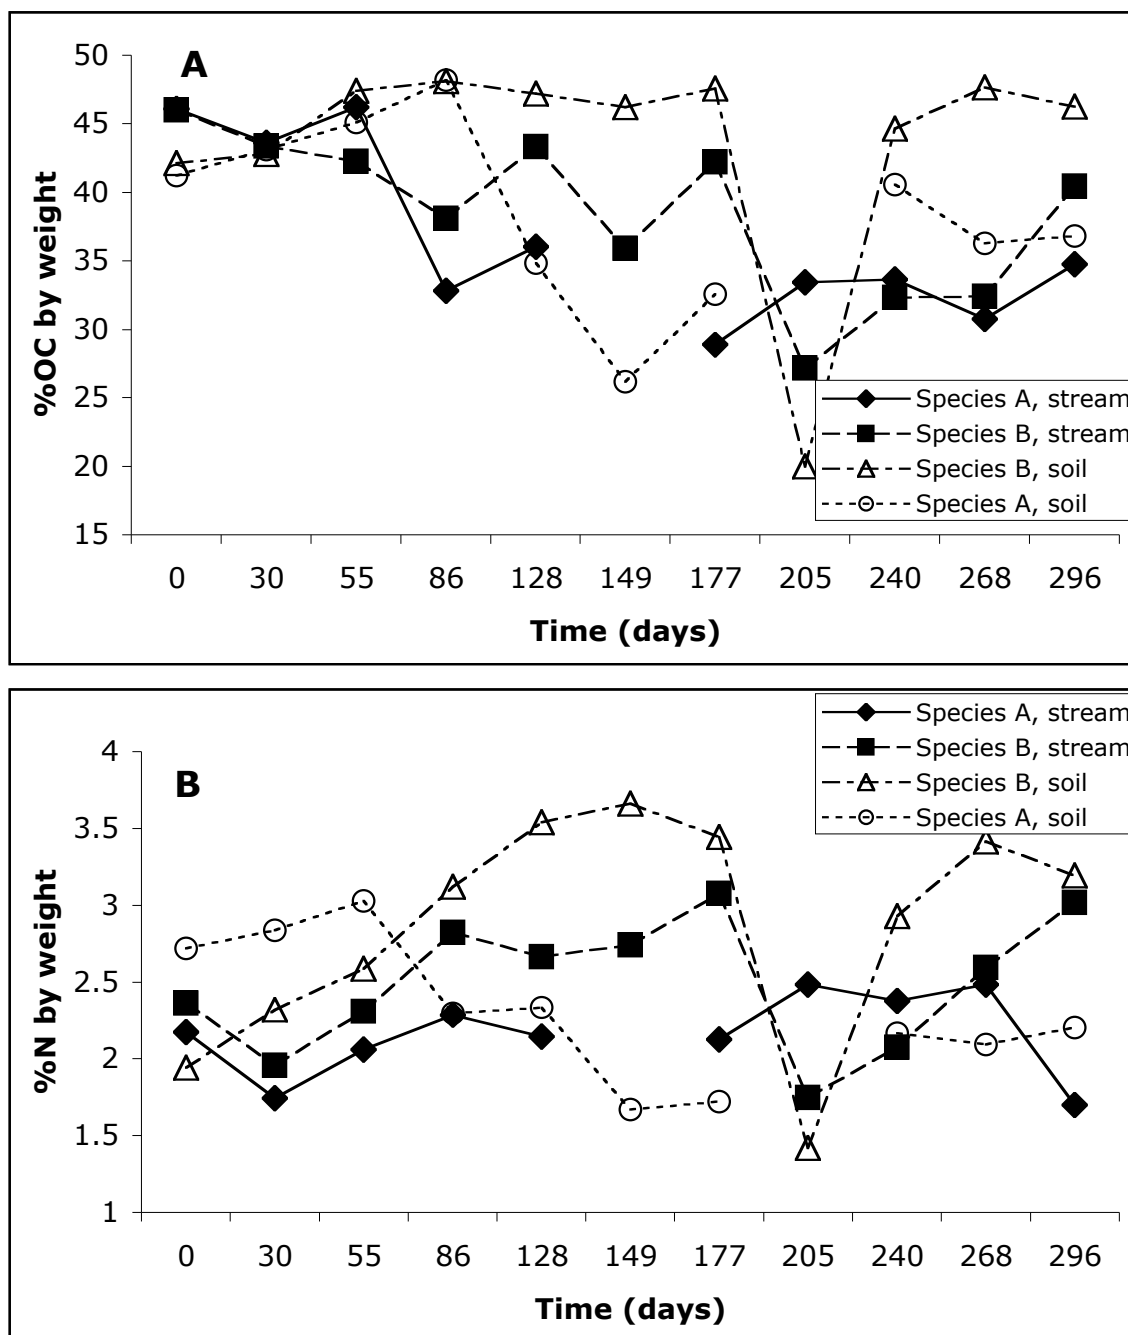 A
50
45
40
35
30
25
20
15
%OC by weight
0 30 55 86 128 149 177 205 240 268 296
Time (days)
Species A, stream
Species B, stream
Species B, soil
Species A, soil
B
4
3.5
3
2.5
2
1.5
1
%N by weight
0 30 55 86 128 149 177 205 240 268 296
Time (days)
Species A, stream
Species B, stream
Species B, soil
Species A, soil